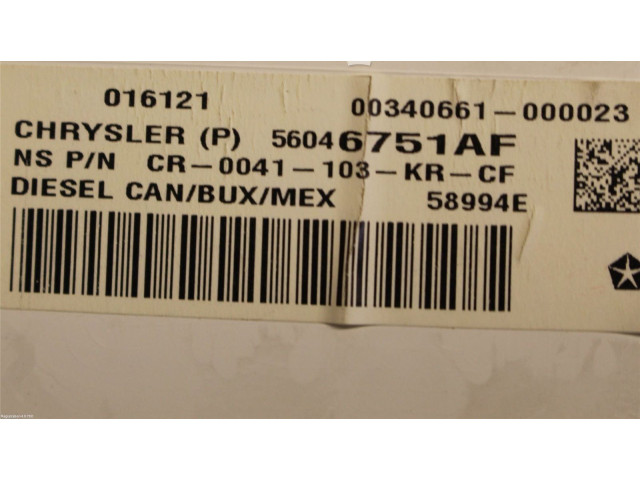 016121 00340661-000023
CHRYSLER (P) 56046751AF
NS P/N CR-0041-103-KR-CF
DIESEL CAN/BUX/MEX 58994E